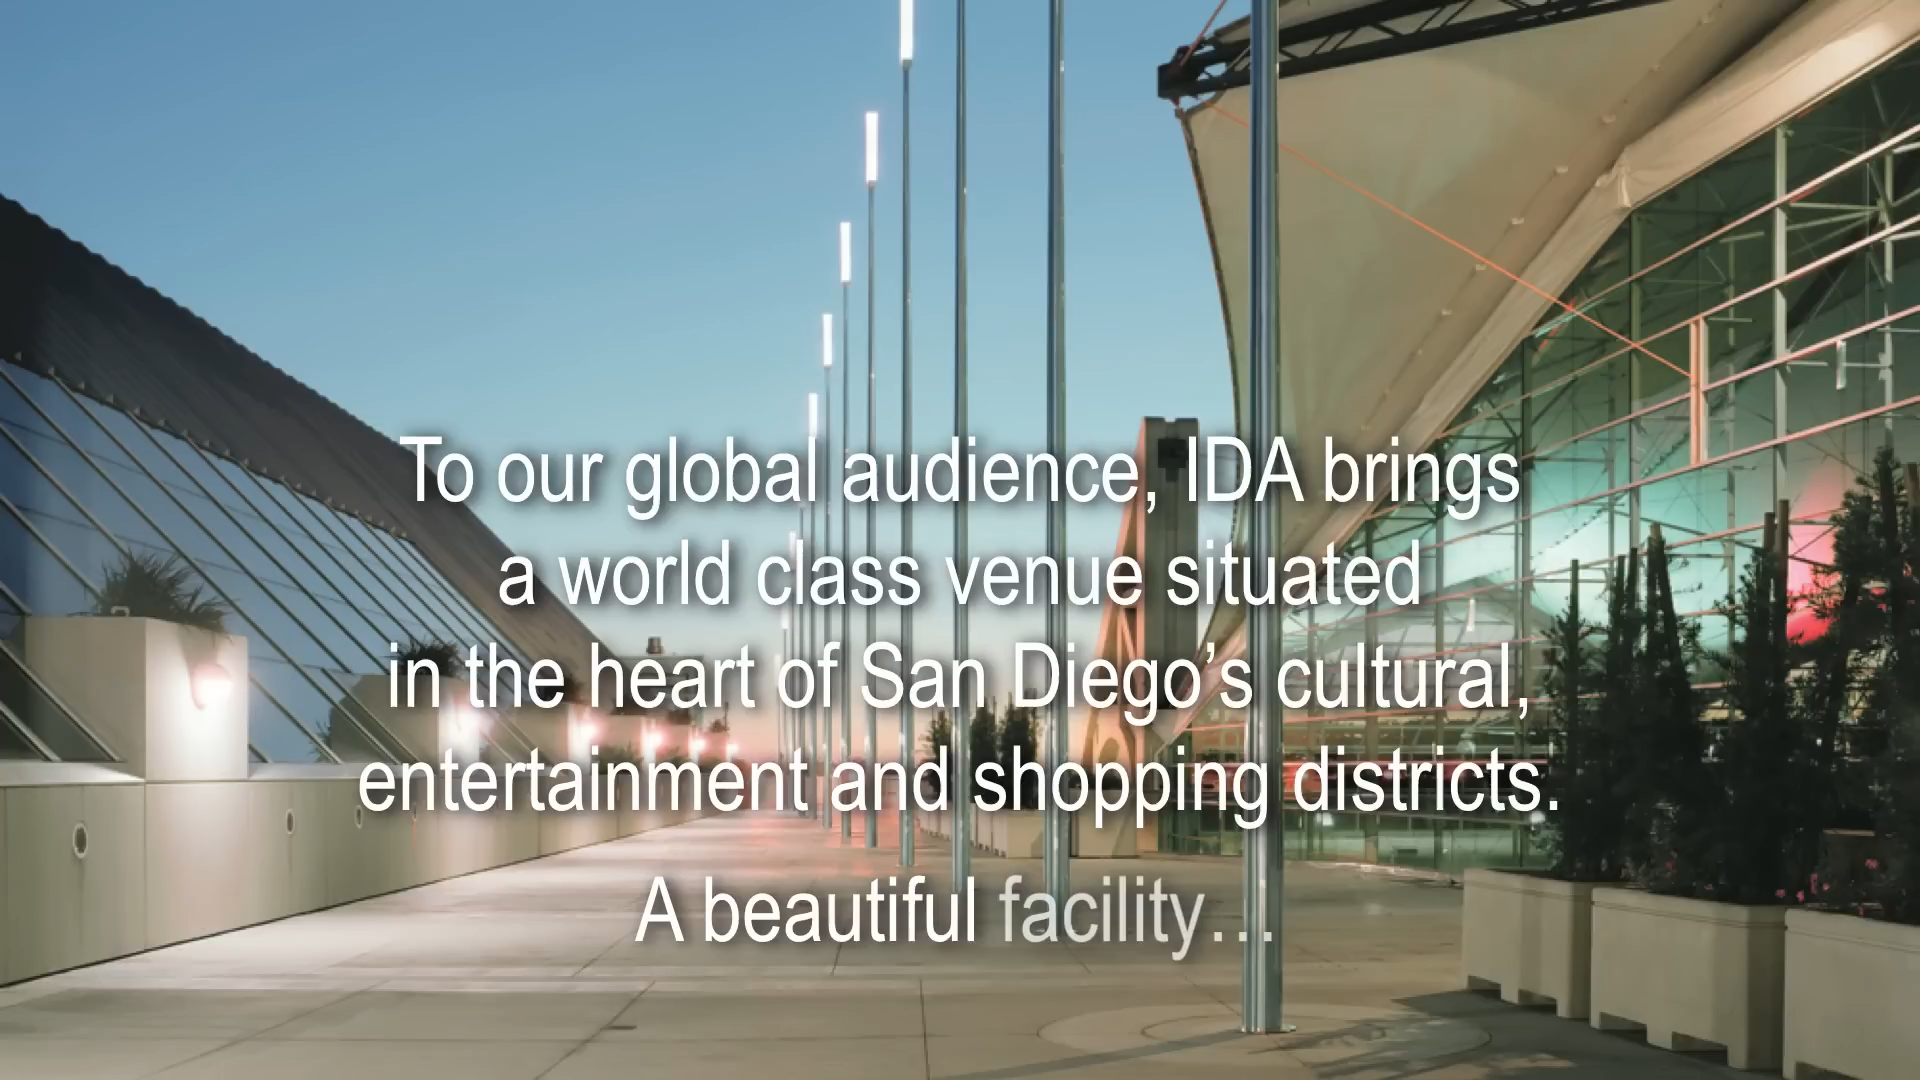 To our global audience, IDA brings
a world class venue situated
in the heart of San Diego’s cultural,
entertainment and shopping districts.
A beautiful facility…